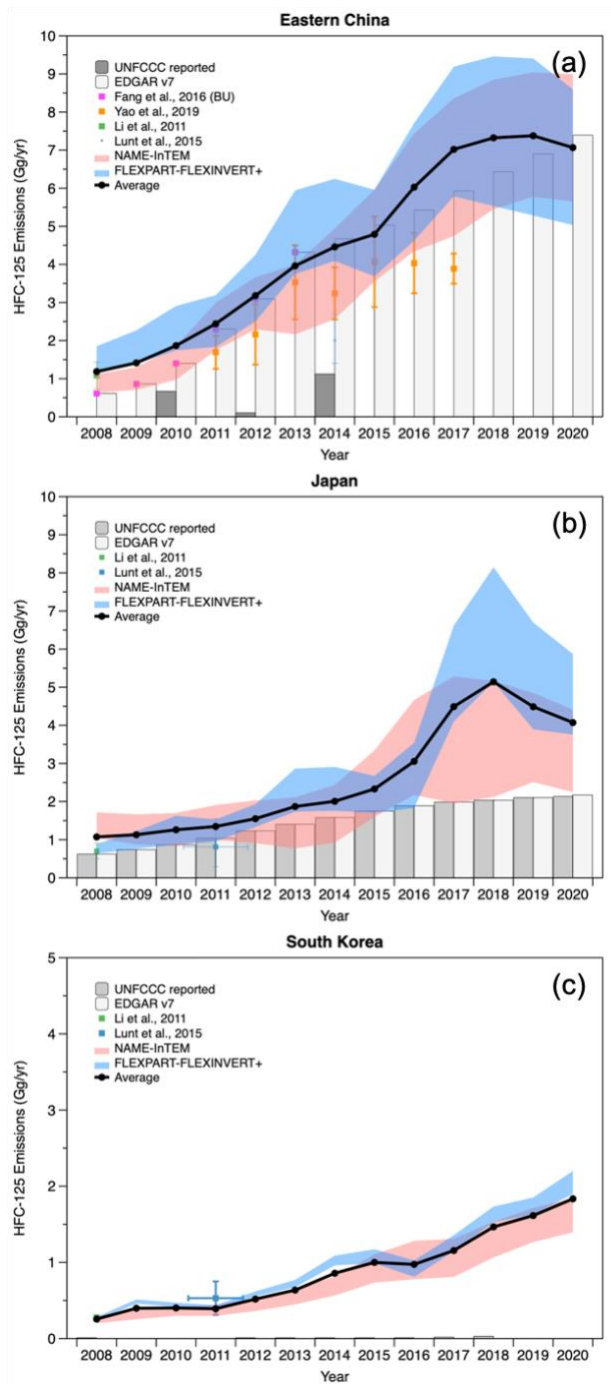 Eastern China
(a)
UNFCCC reported
EDGAR v7
Fang et al., 2016 (BU)
Yao et al., 2019
Li et al., 2011
Lunt et al., 2015
NAME-InTEM
FLEXPART-FLEXINVERT+
Average
HFC-125 Emissions (Gg/yr)
10
9
8
7
6
5
4
3
2
1
0
2008 2009 2010 2011 2012 2013 2014 2015 2016 2017 2018 2019 2020
Year
Japan
(b)
UNFCCC reported
EDGAR v7
Li et al., 2011
Lunt et al., 2015
NAME-InTEM
FLEXPART-FLEXINVERT+
Average
HFC-125 Emissions (Gg/yr)
10
9
8
7
6
5
4
3
2
1
0
2008 2009 2010 2011 2012 2013 2014 2015 2016 2017 2018 2019 2020
Year
South Korea
(c)
UNFCCC reported
EDGAR v7
Li et al., 2011
Lunt et al., 2015
NAME-InTEM
FLEXPART-FLEXINVERT+
Average
HFC-125 Emissions (Gg/yr)
5
4
3
2
1
0
2008 2009 2010 2011 2012 2013 2014 2015 2016 2017 2018 2019 2020
Year